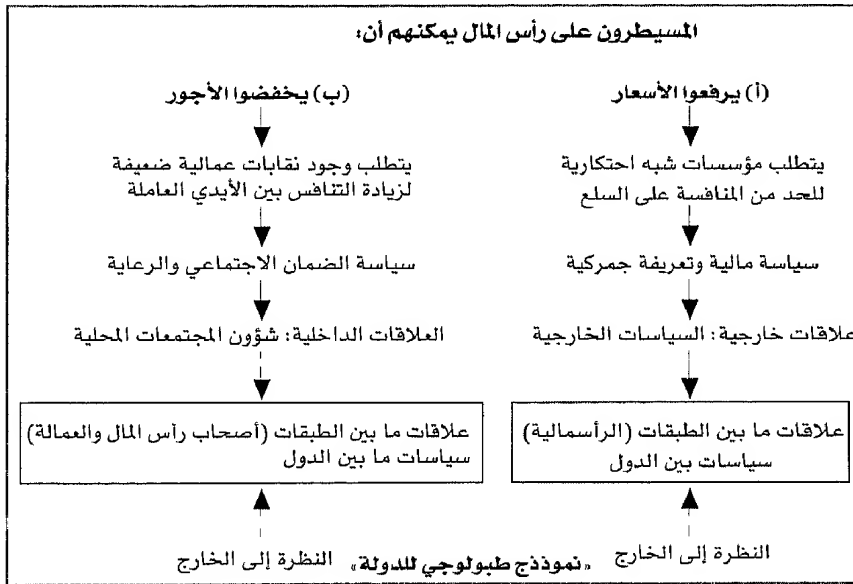 المسيطرون على رأس المال يمكنهم أن:
(أ) يرفعوا الأسعار
يتطلب مؤسسات شبه احتكارية
للحد من المنافسة على السلع
سياسة مالية وتعريفة جمركية
علاقات خارجية: السياسات الخارجية
علاقات ما بين الطبقات (الرأسمالية)
سياسات بين الدول
النظرة إلى الخارج
(ب) يخفضوا الأجور
يتطلب وجود نقابات عمالية ضعيفة
لزيادة التنافس بين الأيدي العاملة
سياسة الضمان الاجتماعي والرعاية
العلاقات الداخلية: شؤون المجتمعات المحلية
علاقات ما بين الطبقات (أصحاب رأس المال والعمالة)
سياسات ما بين الدول
النظرة إلى الخارج
«نموذذج طبولوجي للدولة»